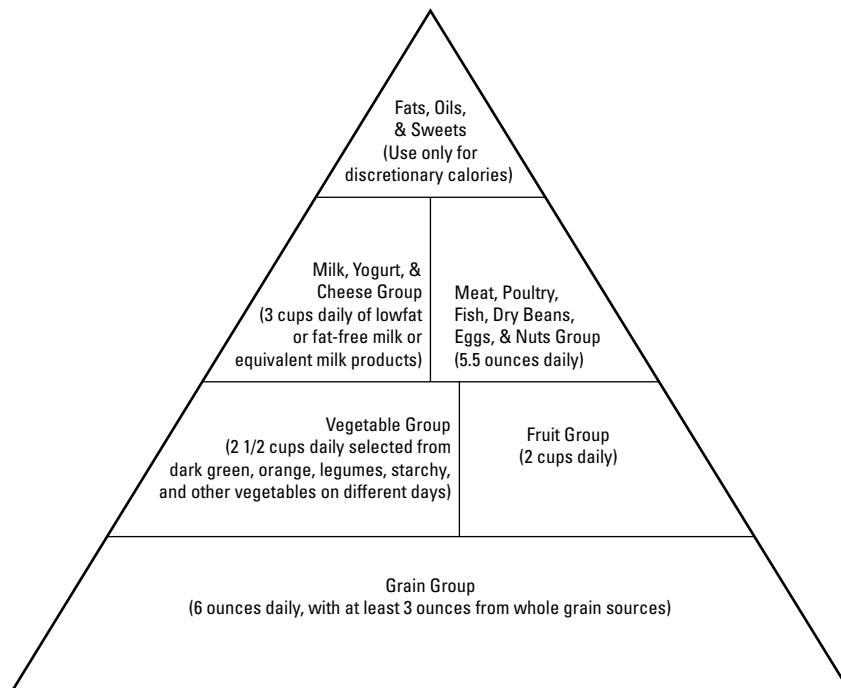 Fats, Oils,
& Sweets
(Use only for
discretionary calories)
Milk, Yogurt, &
Cheese Group
(3 cups daily of lowfat
or fat-free milk or
equivalent milk products)
Meat, Poultry,
Fish, Dry Beans,
Eggs, & Nuts Group
(5.5 ounces daily)
Vegetable Group
(2 1/2 cups daily selected from
dark green, orange, legumes, starchy,
and other vegetables on different days)
Fruit Group
(2 cups daily)
Grain Group
(6 ounces daily, with at least 3 ounces from whole grain sources)